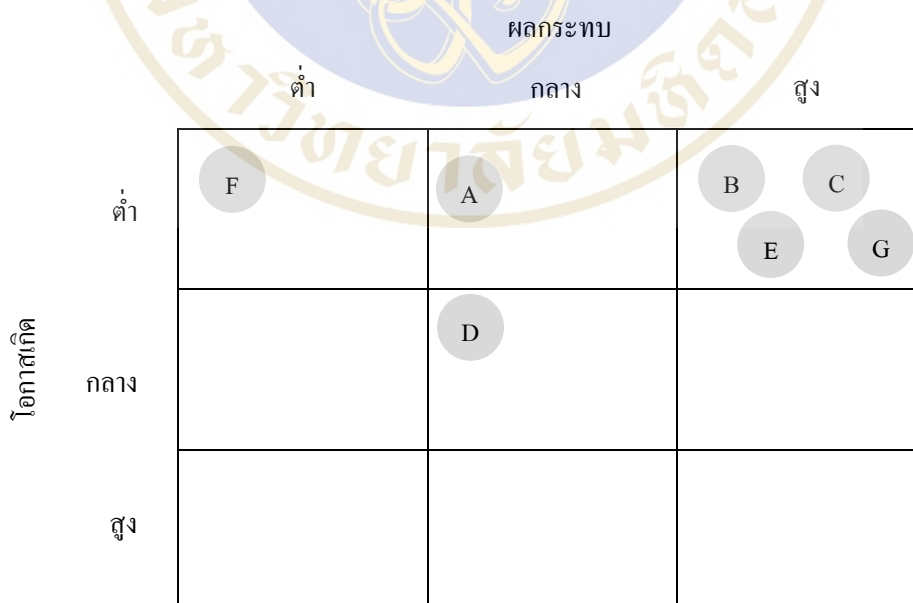 ผลกระทบ
ต่ำ กลาง สูง
ต่ำ F A B C
E G
โอกาสเกิด
กลาง D
สูง